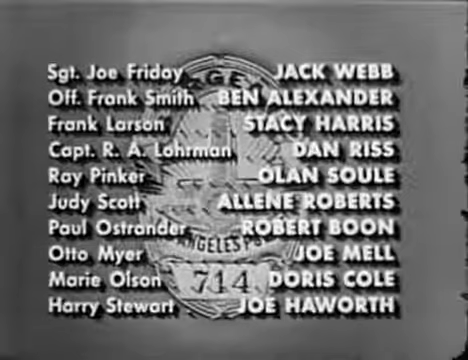 Sgt. Joe Friday JACK WEBB
Off. Frank Smith BEN ALEXANDER
Frank Larson STACY HARRIS
Capt. R. A. Lohrman DAN RISS
Ray Pinker OLAN SOULE
Judy Scott ALLENE ROBERTS
Paul Ostrander ROBERT BOON
Otto Myer JOE MELL
Marie Olson DORIS COLE
Harry Stewart JOE HAWORTH
714